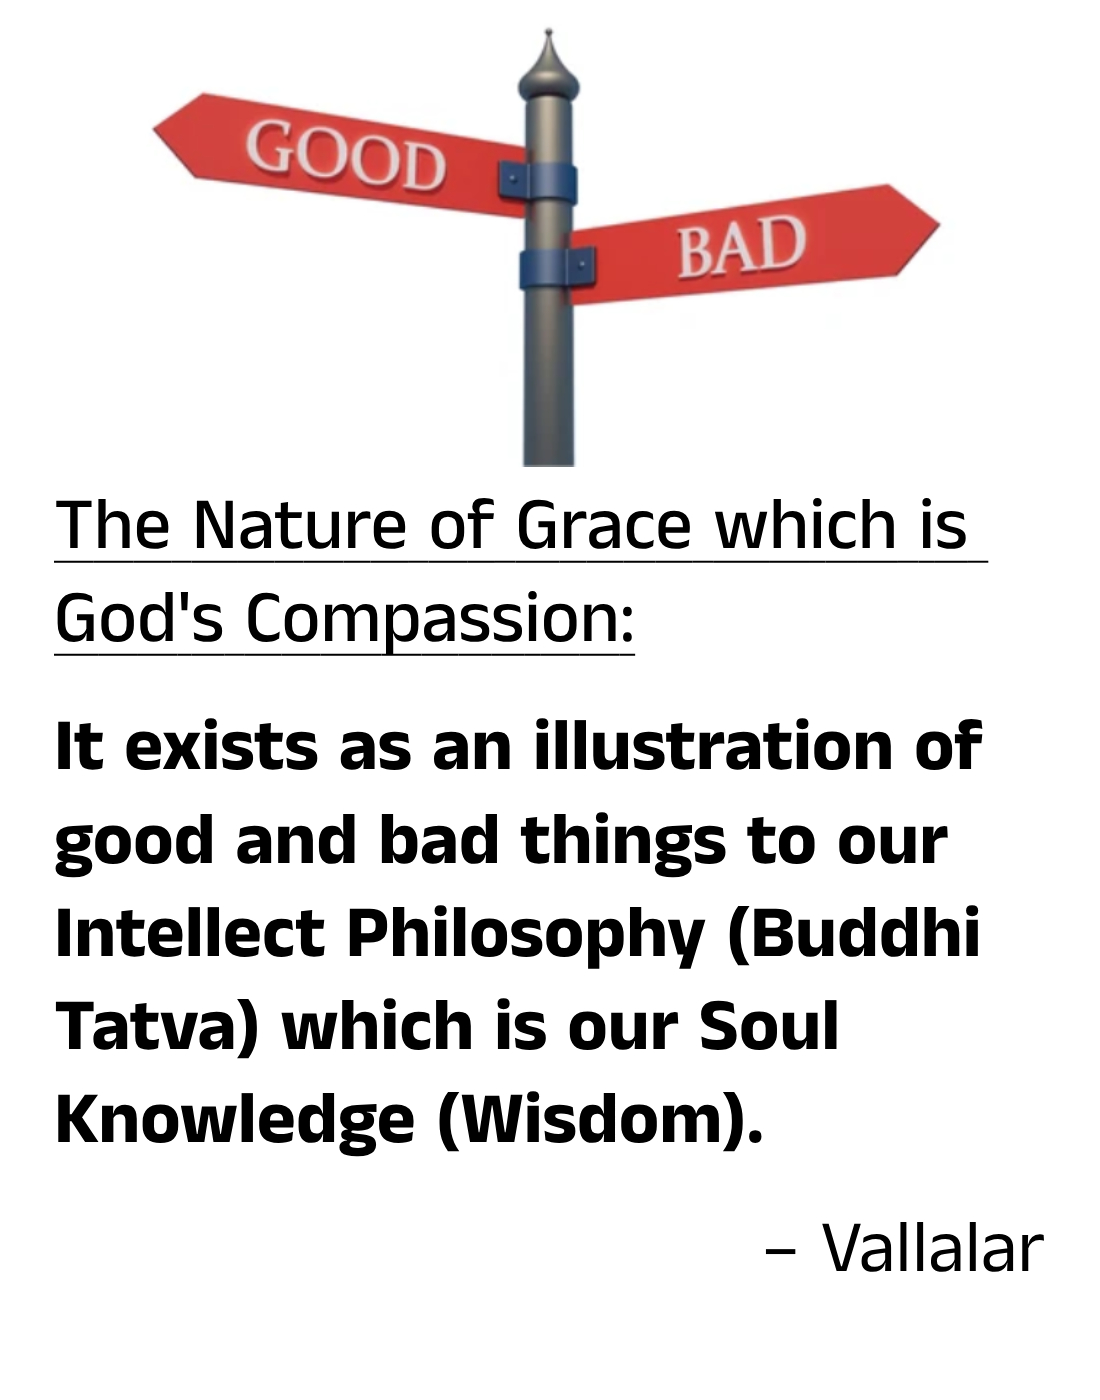 GOOD
BAD
The Nature of Grace which is
God's Compassion:
It exists as an illustration of
good and bad things to our
Intellect Philosophy (Buddhi
Tatva) which is our Soul
Knowledge (Wisdom).
– Vallalar